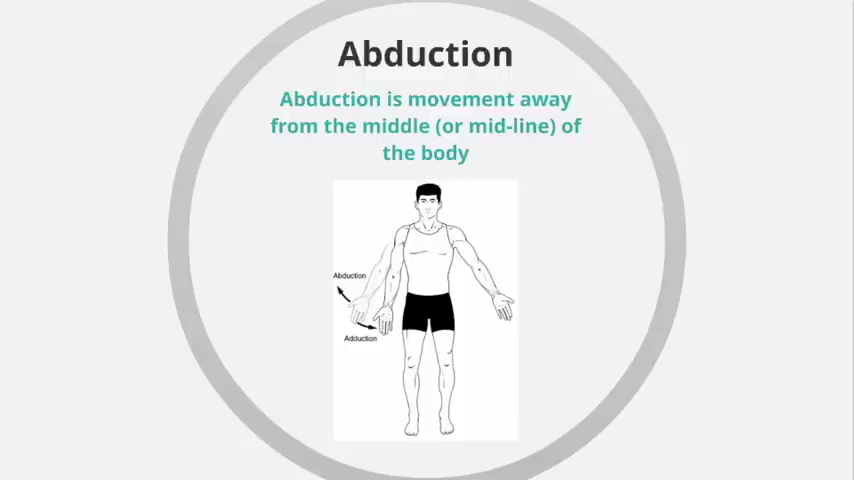 Abduction
Abduction is movement away
from the middle (or mid-line) of
the body
Abduction
Adduction